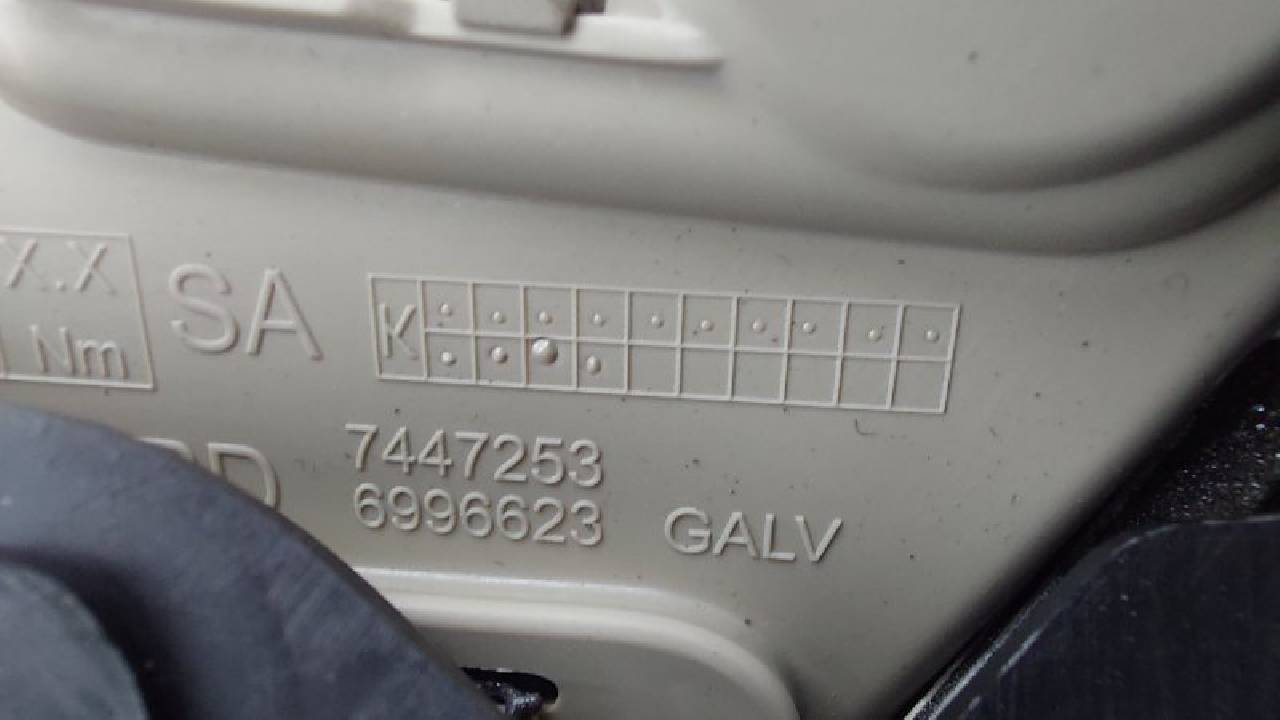 X.X
Nm
SA
K
7447253
6996623
GALV